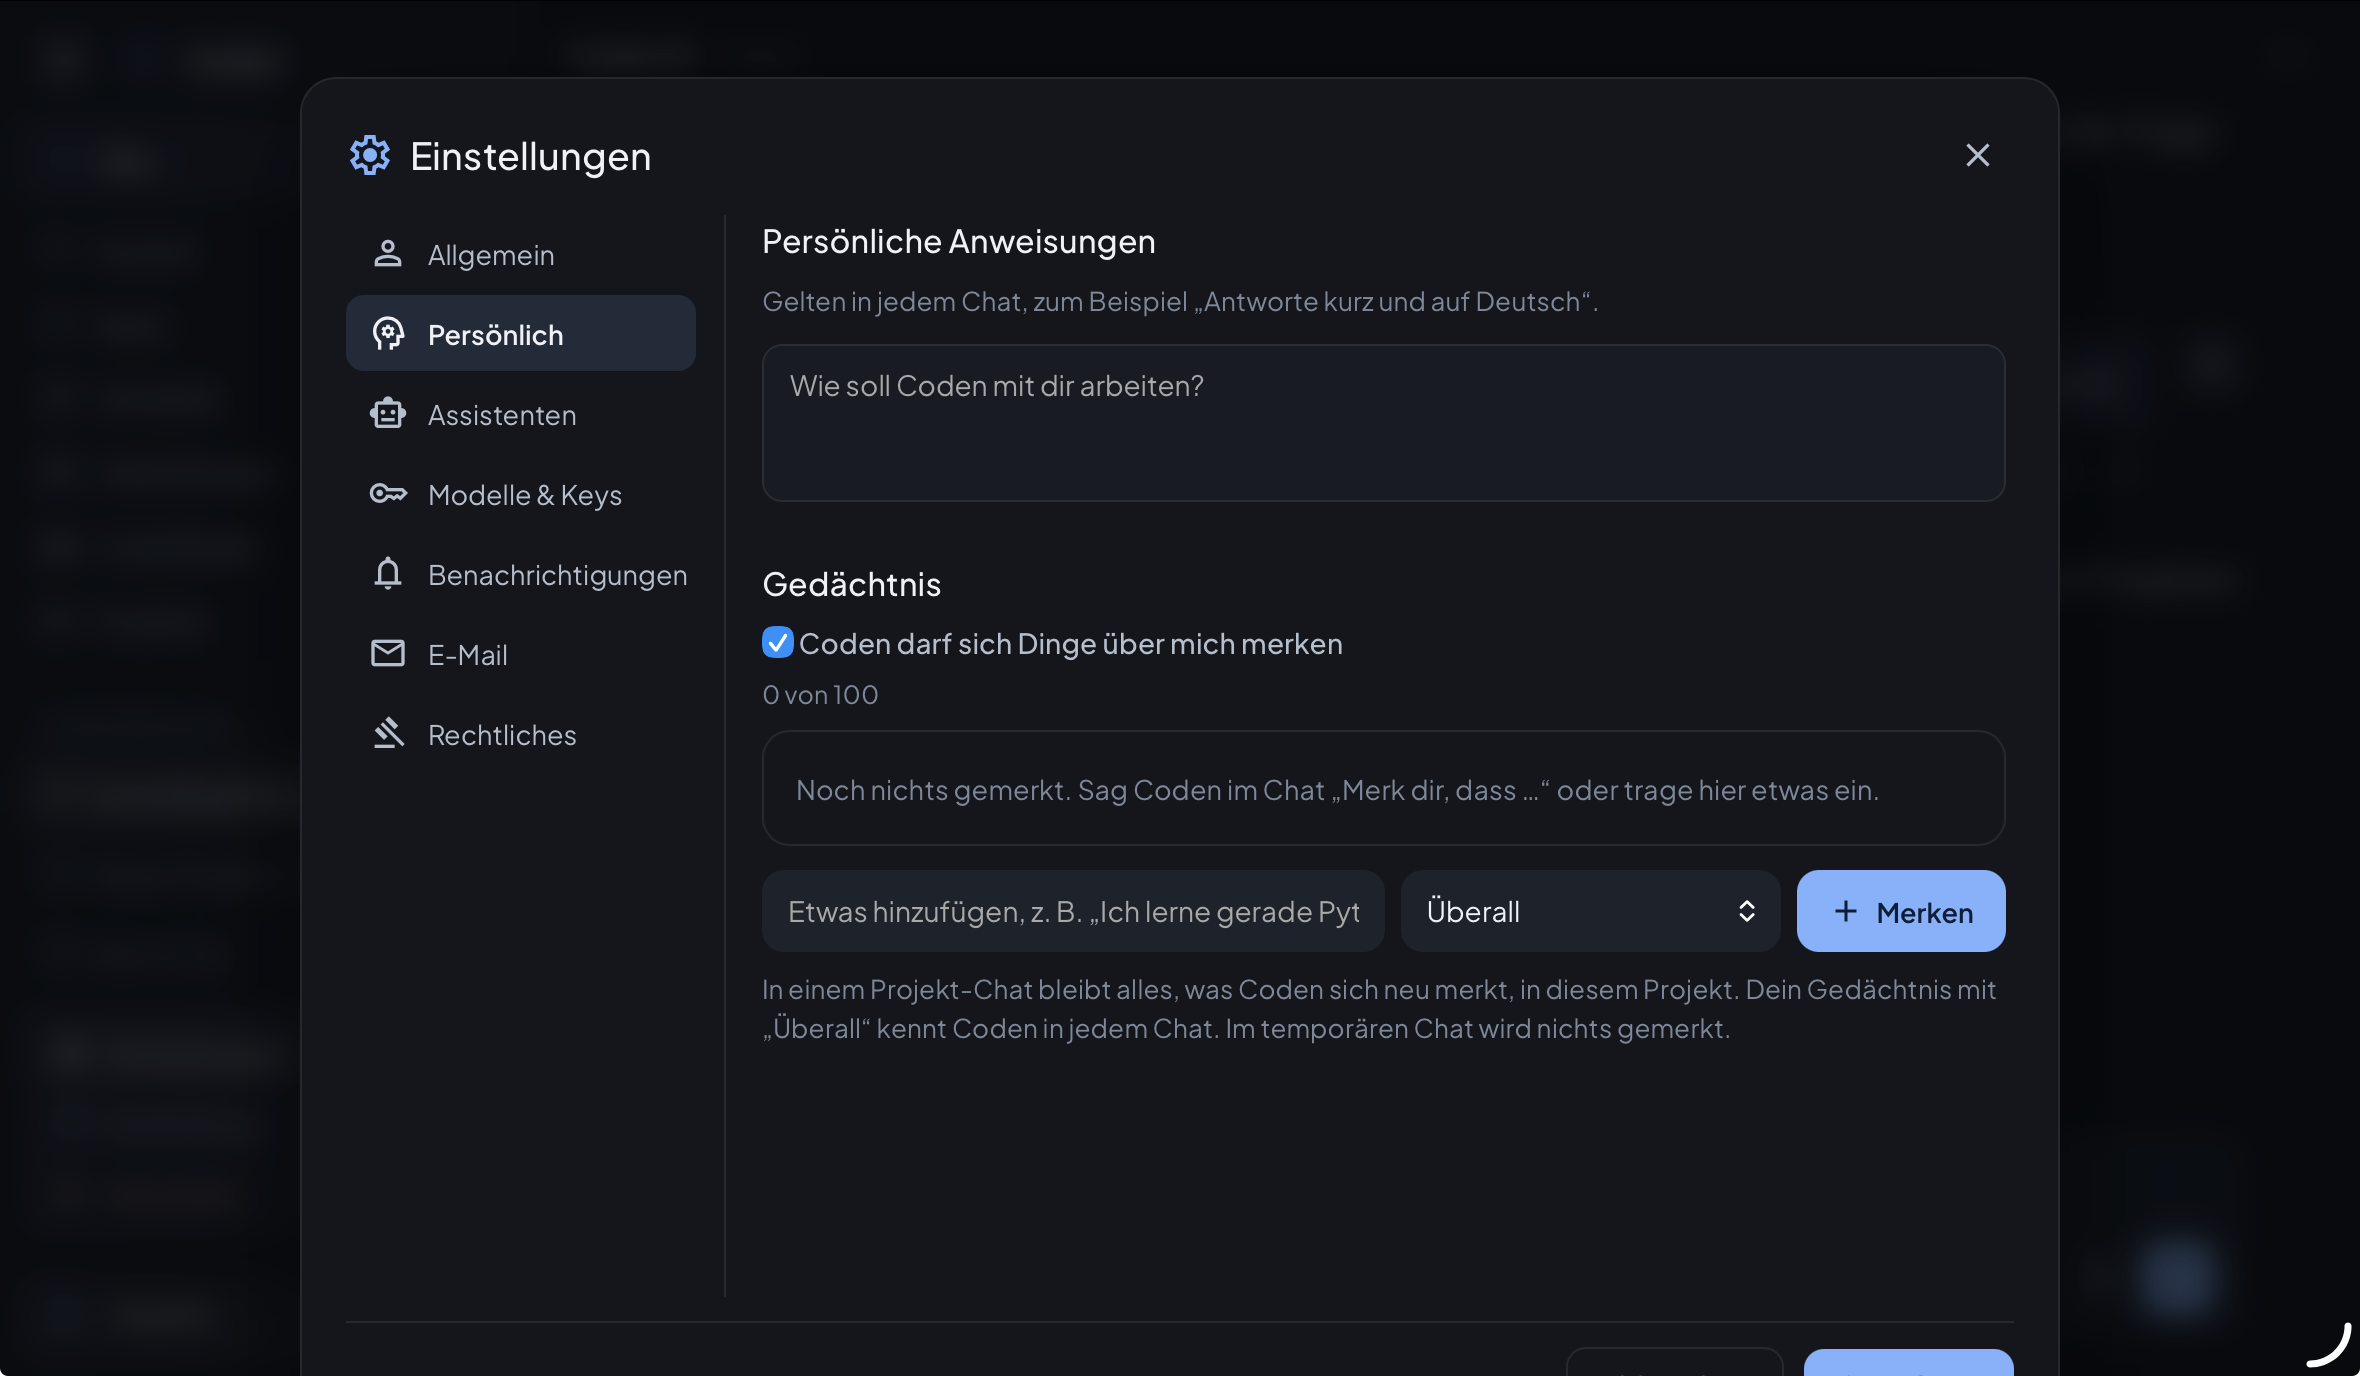 Einstellungen
Allgemein
Persönlich
Assistenten
Modelle & Keys
Benachrichtigungen
E-Mail
Rechtliches
Persönliche Anweisungen
Gelten in jedem Chat, zum Beispiel „Antworte kurz und auf Deutsch“.
Wie soll Coden mit dir arbeiten?
Gedächtnis
Coden darf sich Dinge über mich merken
0 von 100
Noch nichts gemerkt. Sag Coden im Chat „Merk dir, dass …“ oder trage hier etwas ein.
Etwas hinzufügen, z. B. „Ich lerne gerade Pyt
Überall
+ Merken
In einem Projekt-Chat bleibt alles, was Coden sich neu merkt, in diesem Projekt. Dein Gedächtnis mit
„Überall“ kennt Coden in jedem Chat. Im temporären Chat wird nichts gemerkt.